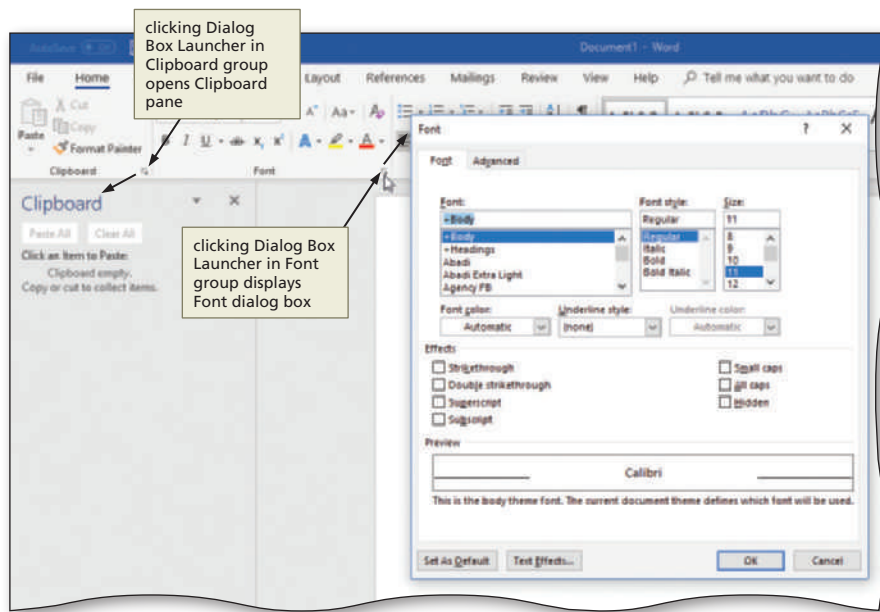 clicking Dialog
Box Launcher in
Clipboard group
opens Clipboard
pane
AutoSave
Document1 - Word
File Home Layout References Mailings Review View Help Tell me what you want to do
Cut
Copy
Format Painter
Paste
Clipboard
Font
B I U
Aa
Clipboard
Paste All Clear All
Click an Item to Paste:
Clipboard empty.
Copy or cut to collect items.
clicking Dialog Box
Launcher in Font
group displays
Font dialog box
Font ? X
Font Advanced
Font: Font style: Size:
+Body Regular 11
+Body Regular 8
+Headings Italic 9
Abadi Bold 10
Abadi Extra Light Bold Italic 11
Agency FB 12
Font color: Underline style: Underline color:
Automatic (none) Automatic
Effects
Strikethrough Small caps
Double strikethrough All caps
Superscript Hidden
Subscript
Preview
Calibri
This is the body theme font. The current document theme defines which font will be used.
Set As Default Text Effects... OK Cancel